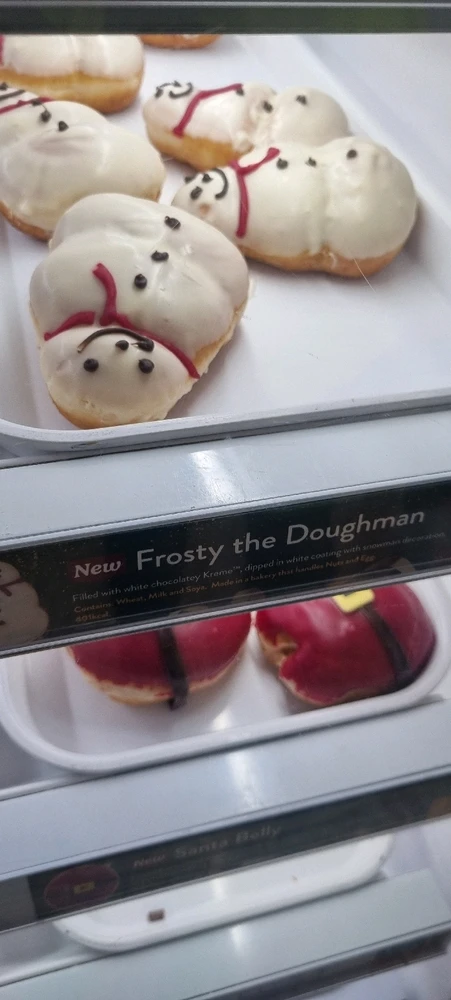 New Frosty the Doughman
Filled with white chocolatey Kreme™, dipped in white coating with snowman decoration.
Contains: Wheat, Milk and Soya. Made in a bakery that handles Nuts and Egg.
New Santa Belly